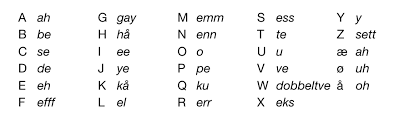 A ah G gay M emm S ess Y y
B be H hå N enn T te Z sett
C se I ee O o U u æ ah
D de J ye P pe V ve ø uh
E eh K kå Q ku W dobbeltve å oh
F efff L el R err X eks